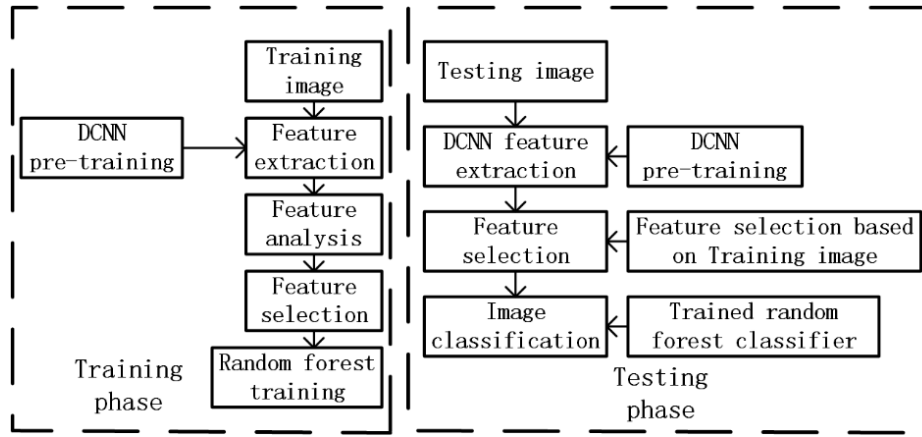 Training
image
DCNN
pre-training
Feature
extraction
Feature
analysis
Feature
selection
Random forest
training
Training
phase
Testing image
DCNN feature
extraction
DCNN
pre-training
Feature
selection
Feature selection based
on Training image
Image
classification
Trained random
forest classifier
Testing
phase